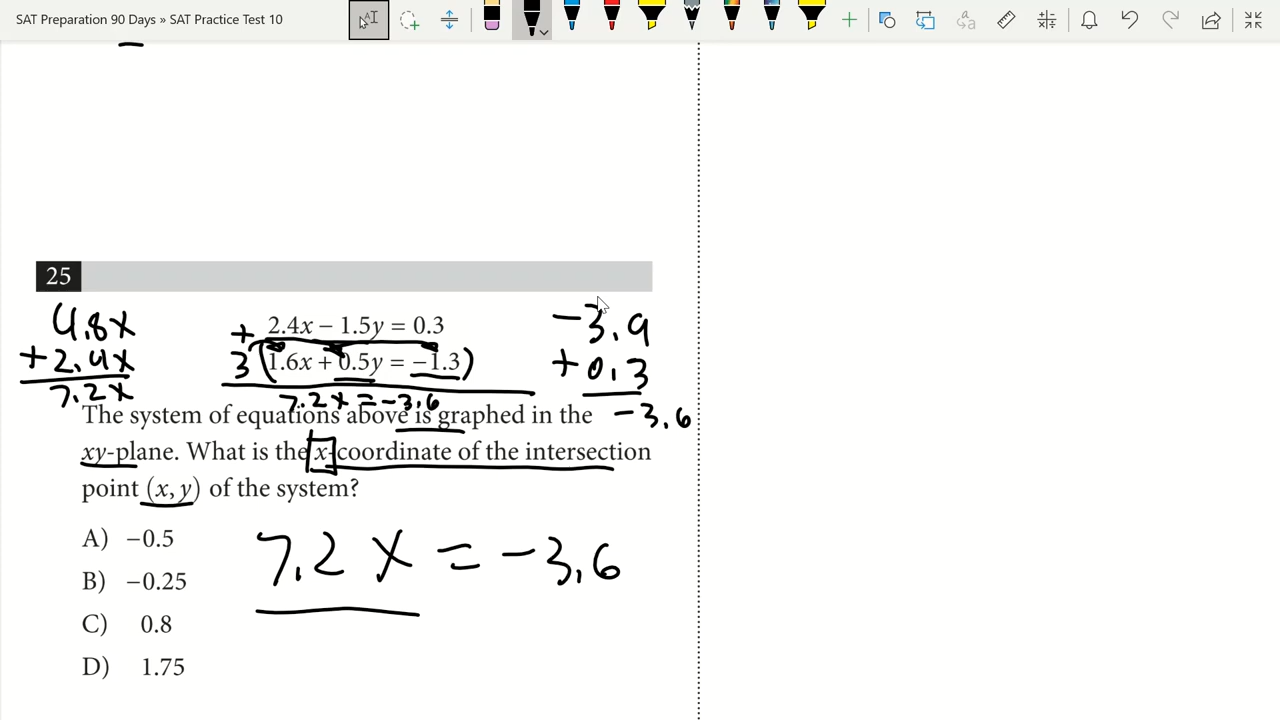 SAT Preparation 90 Days » SAT Practice Test 10
25
4.8x
+2.4x
7.2x
+ 2.4x − 1.5y = 0.3
3(1.6x + 0.5y = −1.3)
7.2x = −3.6
−3.9
+0.3
−3.6
The system of equations above is graphed in the
xy-plane. What is the x-coordinate of the intersection
point (x, y) of the system?
A) −0.5
B) −0.25
C) 0.8
D) 1.75
7.2x = −3.6